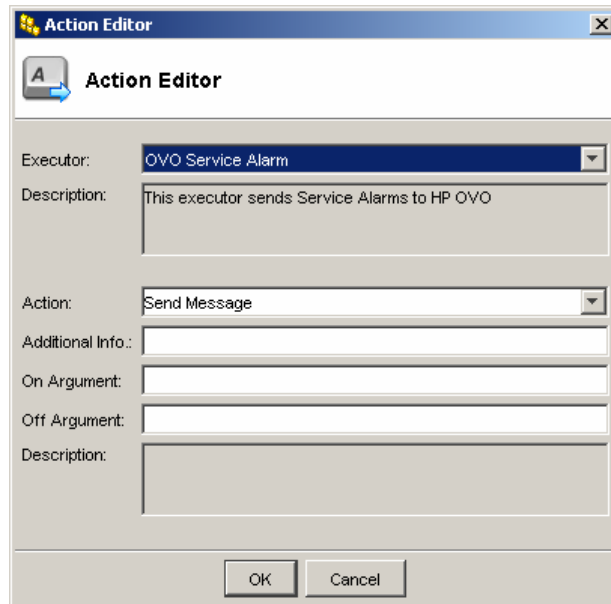 Action Editor
A
Action Editor
Executor: OVO Service Alarm
Description: This executor sends Service Alarms to HP OVO
Action: Send Message
Additional Info.:
On Argument:
Off Argument:
Description:
OK Cancel